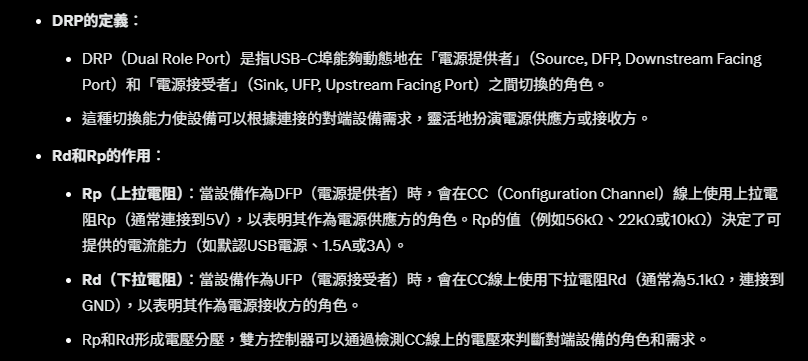 • DRP的定義：
• DRP（Dual Role Port）是指USB-C埠能夠動態地在「電源提供者」（Source, DFP, Downstream Facing
Port）和「電源接受者」（Sink, UFP, Upstream Facing Port）之間切換的角色。
• 這種切換能力使設備可以根據連接的對端設備需求，靈活地扮演電源供應方或接收方。
• Rd和Rp的作用：
• Rp（上拉電阻）：當設備作為DFP（電源提供者）時，會在CC（Configuration Channel）線上使用上拉電
阻Rp（通常連接到5V），以表明其作為電源供應方的角色。Rp的值（例如56kΩ、22kΩ或10kΩ）決定了可
提供的電流能力（如默認USB電源、1.5A或3A）。
• Rd（下拉電阻）：當設備作為UFP（電源接受者）時，會在CC線上使用下拉電阻Rd（通常為5.1kΩ，連接到
GND），以表明其作為電源接收方的角色。
• Rp和Rd形成電壓分壓，雙方控制器可以通過檢測CC線上的電壓來判斷對端設備的角色和需求。